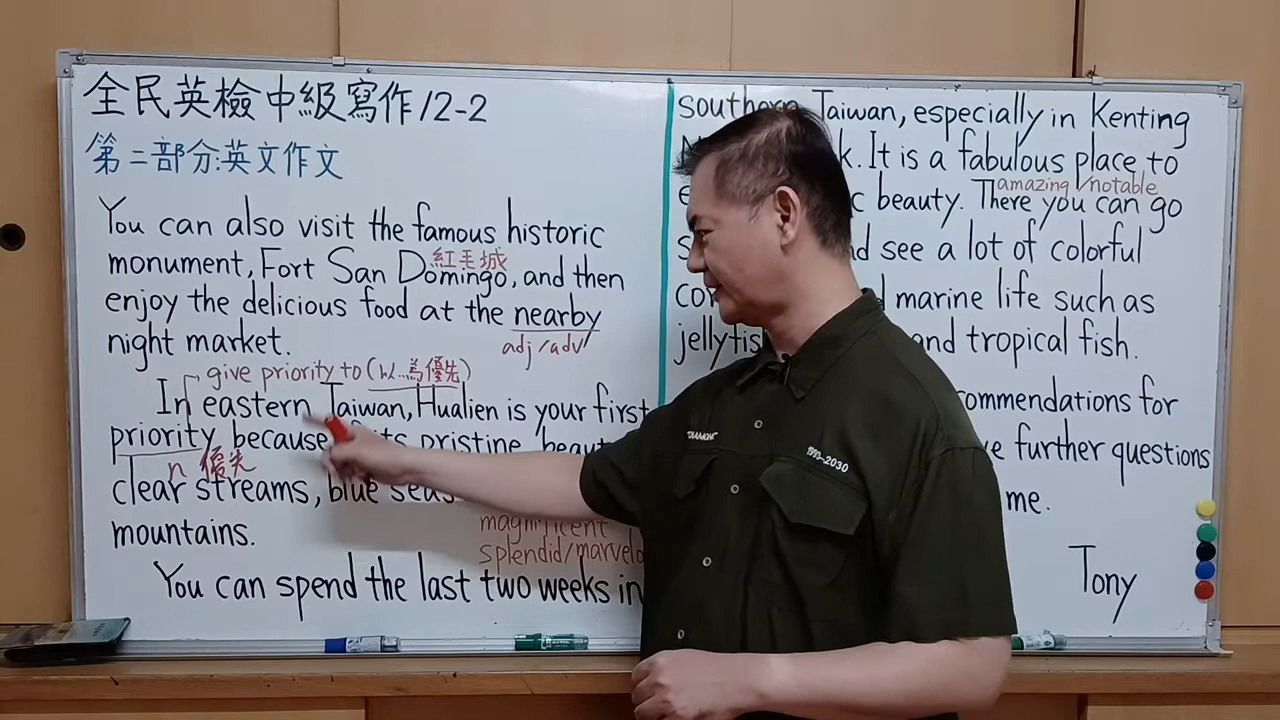 全民英檢中級寫作12-2
第二部分:英文作文
You can also visit the famous historic
monument, Fort San Domingo, and then
紅毛城
enjoy the delicious food at the nearby
adj/adv
night market.
give priority to (以…為優先)
In eastern Taiwan, Hualien is your first
priority because its pristine
n 優先
clear streams, blue seas
mountains.
magnificent
splendid/
You can spend the last two weeks in
southern Taiwan, especially in Kenting
It is a fabulous place to
amazing/notable
beauty. There you can go
see a lot of colorful
marine life such as
and tropical fish.
for
further questions
me.
Tony
"DIAMOND"
1993-2030